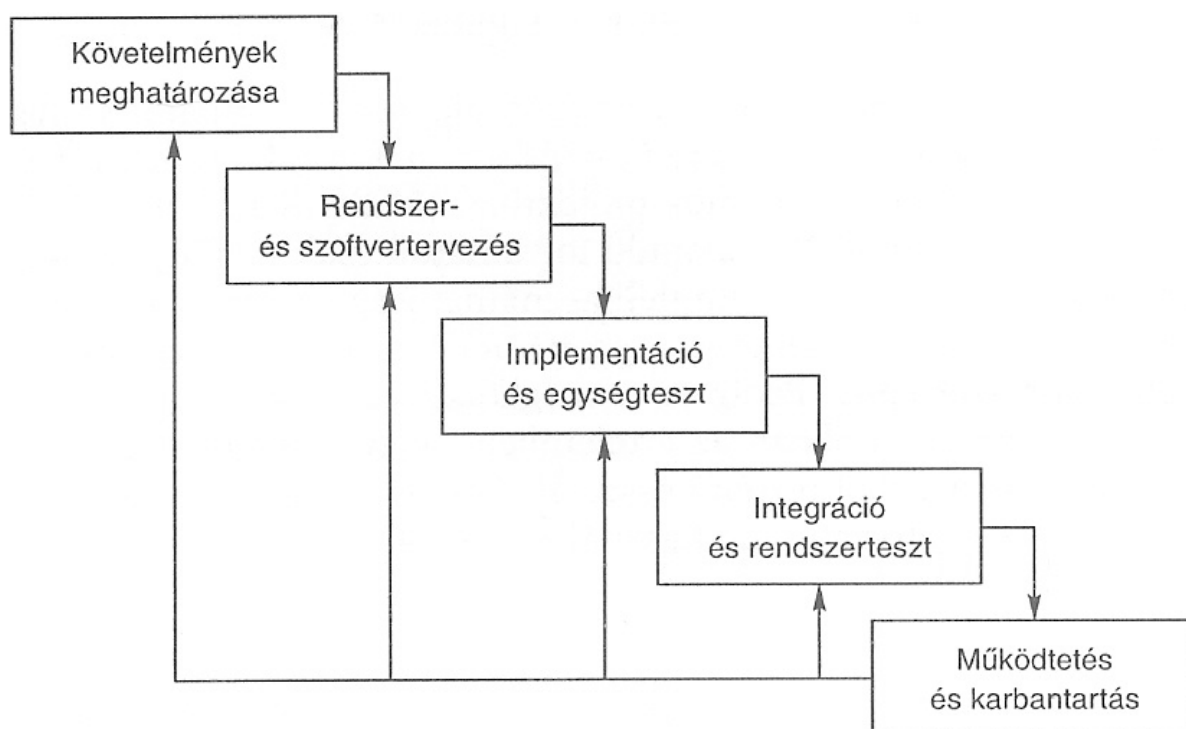 Követelmények
meghatározása
Rendszer-
és szoftvertervezés
Implementáció
és egységteszt
Integráció
és rendszerteszt
Működtetés
és karbantartás